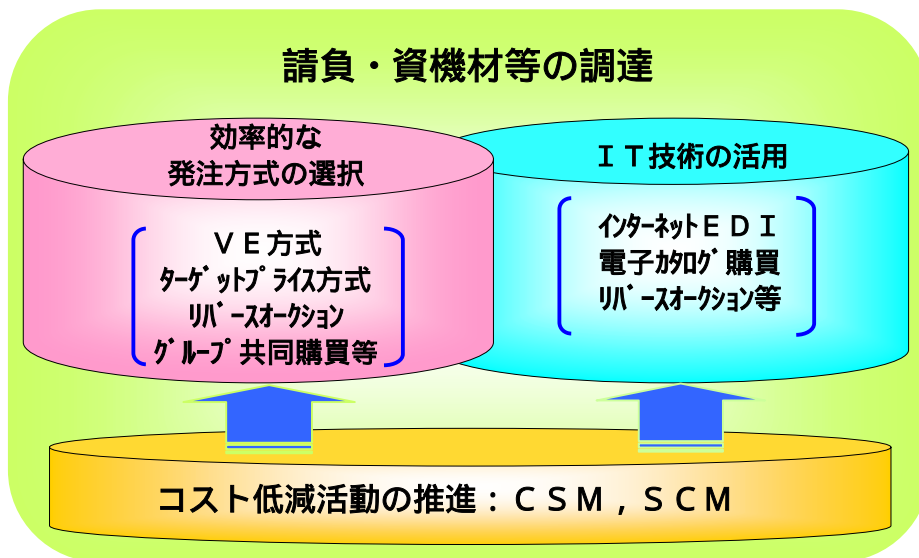 請負・資機材等の調達
効率的な
発注方式の選択
ＶＥ方式
ﾀｰｹﾞｯﾄﾌﾟﾗｲｽ方式
ﾘﾊﾞｰｽｵｰｸｼｮﾝ
ｸﾞﾙｰﾌﾟ共同購買等
ＩＴ技術の活用
ｲﾝﾀｰﾈｯﾄＥＤＩ
電子ｶﾀﾛｸﾞ購買
ﾘﾊﾞｰｽｵｰｸｼｮﾝ等
コスト低減活動の推進：ＣＳＭ，ＳＣＭ